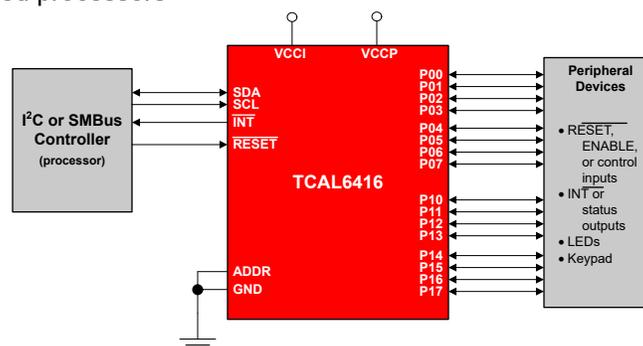 VCCI
VCCP
I²C or SMBus
Controller
(processor)
SDA
SCL
INT
RESET
TCAL6416
ADDR
GND
P00
P01
P02
P03
P04
P05
P06
P07
P10
P11
P12
P13
P14
P15
P16
P17
Peripheral
Devices
• RESET,
ENABLE,
or control
inputs
• INT or
status
outputs
• LEDs
• Keypad